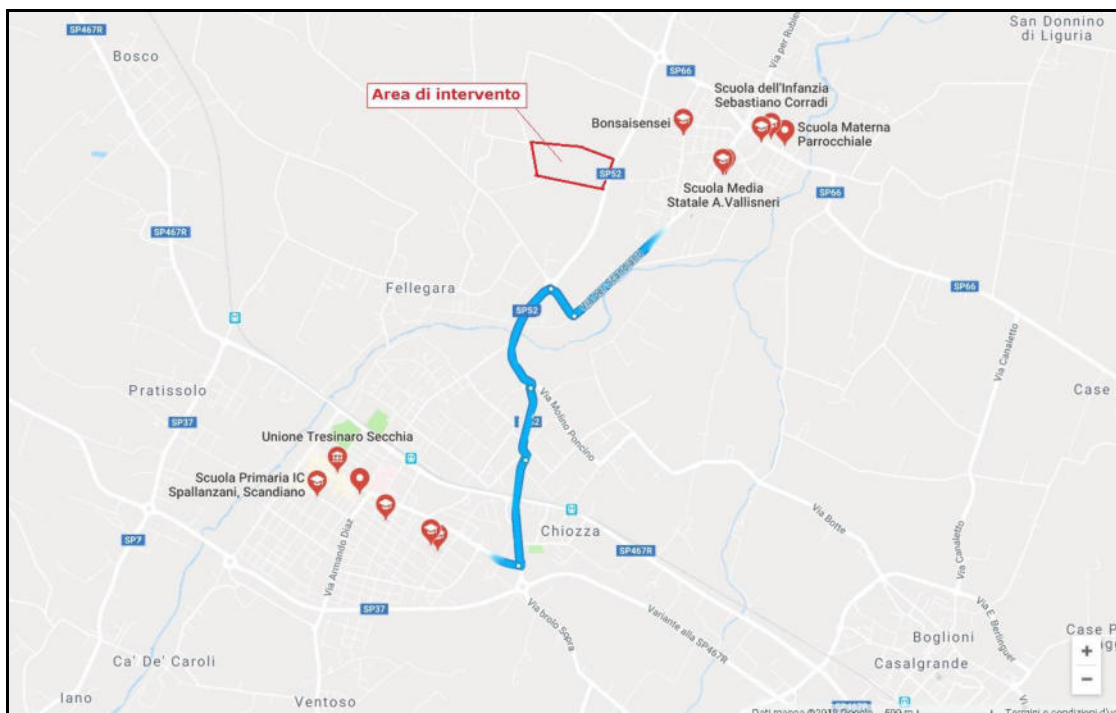 SP467R
Bosco
San Donnino
di Liguria
SP66
Area di intervento
Scuola dell'Infanzia
Sebastiano Corradi
Bonsaisensei
Scuola Materna
Parrocchiale
SP52
Scuola Media
Statale A.Vallisneri
SP66
SP467R
Fellegara
SP66
SP52
Via Canaletto
Pratissolo
Case
SP37
Via Molino Poncino
Unione Tresinaro Secchia
Scuola Primaria IC
Spallanzani, Scandiano
Via Botte
Chiozza
SP7
SP467R
Via Armando Diaz
Via Canaletto
SP37
Via brolo Sopra
Variante alla SP467R
Via E. Berlinguer
Boglioni
Case P
Casalgrande
Ca' De' Caroli
Iano
Ventoso
+
−